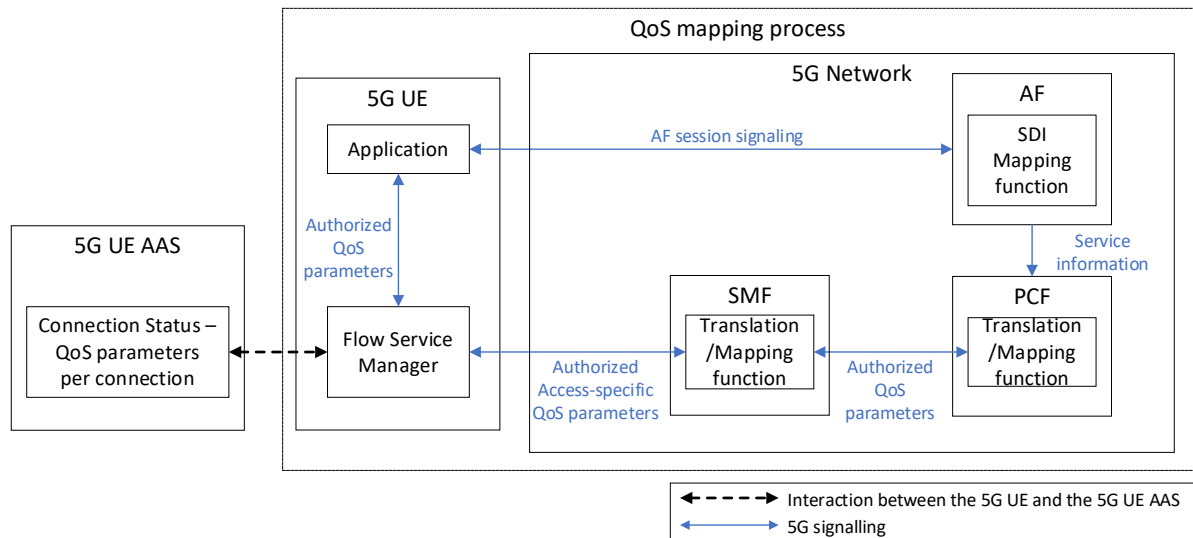 QoS mapping process
5G Network
5G UE
AF
Application
AF session signaling
SDI
Mapping
function
Authorized
QoS
parameters
5G UE AAS
Service
information
SMF
PCF
Connection Status –
QoS parameters
per connection
Flow Service
Manager
Translation
/Mapping
function
Translation
/Mapping
function
Authorized
Access-specific
QoS parameters
Authorized
QoS
parameters
Interaction between the 5G UE and the 5G UE AAS
5G signalling